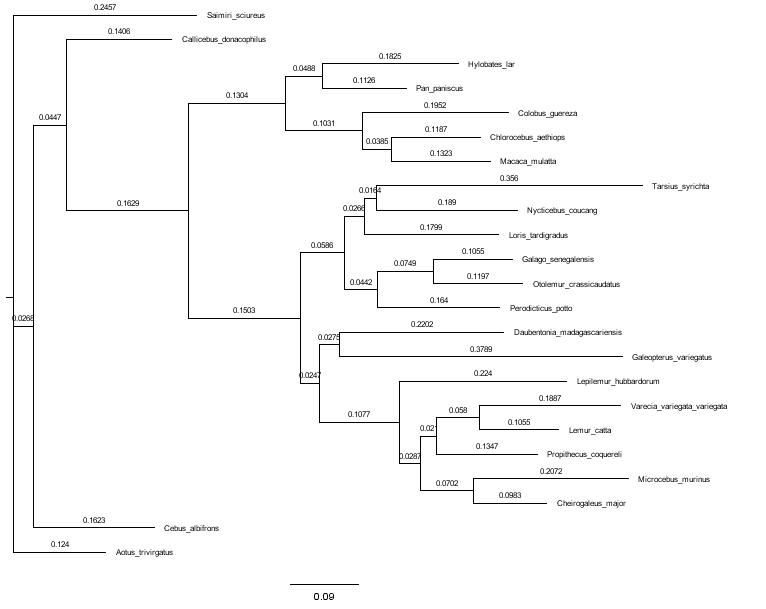 0.2457
Saimiri_sciureus
0.1406
Callicebus_donacophilus
0.1825
Hylobates_lar
0.0488
0.1126
Pan_paniscus
0.1304
0.1952
Colobus_guereza
0.0447
0.1031
0.1187
Chlorocebus_aethiops
0.0385
0.1323
Macaca_mulatta
0.356
Tarsius_syrichta
0.0164
0.189
Nycticebus_coucang
0.1629
0.0266
0.1799
Loris_tardigradus
0.0586
0.1055
Galago_senegalensis
0.0749
0.1197
Otolemur_crassicaudatus
0.0442
0.164
Perodicticus_potto
0.1503
0.0268
0.2202
Daubentonia_madagascariensis
0.0275
0.3789
Galeopterus_variegatus
0.0247
0.224
Lepilemur_hubbardorum
0.1887
Varecia_variegata_variegata
0.058
0.1077
0.1055
Lemur_catta
0.021
0.1347
Propithecus_coquereli
0.0287
0.2072
Microcebus_murinus
0.0702
0.0983
Cheirogaleus_major
0.1623
Cebus_albifrons
0.124
Aotus_trivirgatus
0.09